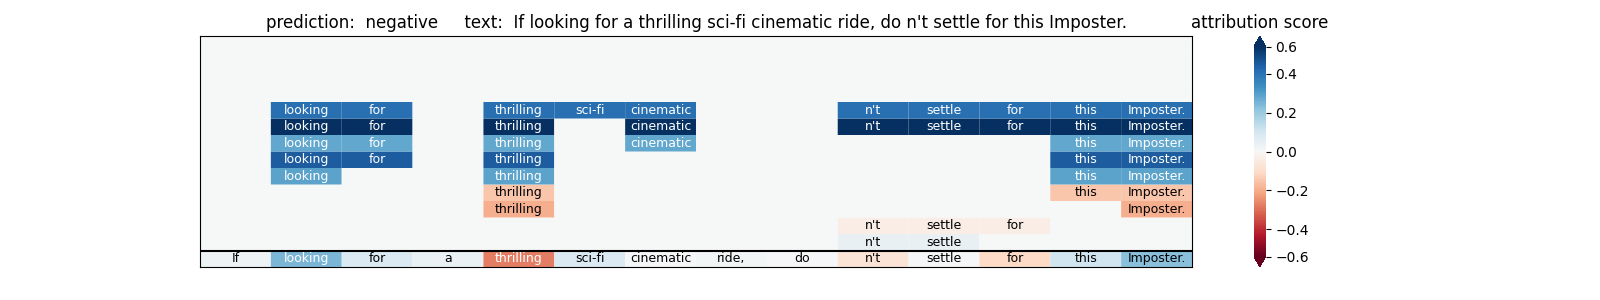 prediction: negative text: If looking for a thrilling sci-fi cinematic ride, do n't settle for this Imposter. attribution score
looking for thrilling sci-fi cinematic n't settle for this Imposter.
looking for thrilling cinematic n't settle for this Imposter.
looking for thrilling cinematic this Imposter.
looking for thrilling this Imposter.
looking thrilling this Imposter.
thrilling this Imposter.
thrilling Imposter.
n't settle for
n't settle
If looking for a thrilling sci-fi cinematic ride, do n't settle for this Imposter.
0.6
0.4
0.2
0.0
−0.2
−0.4
−0.6